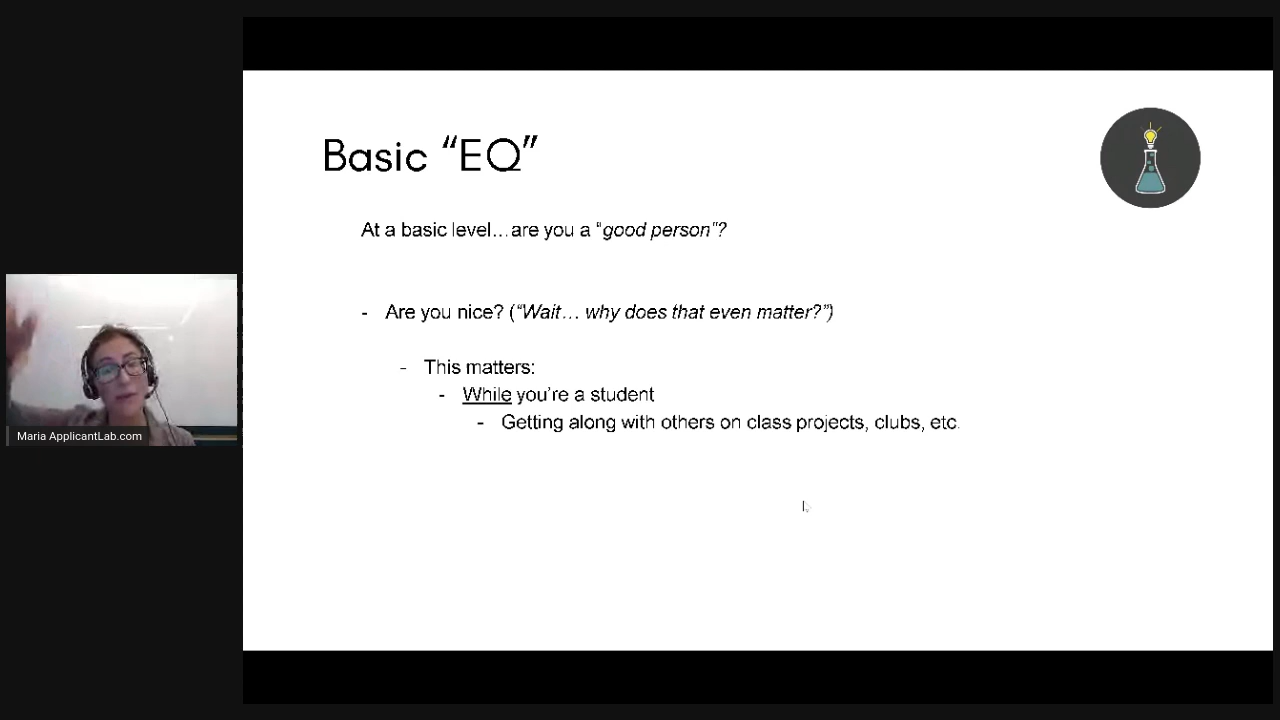 Basic “EQ”
At a basic level…are you a “good person”?
- Are you nice? (“Wait… why does that even matter?”)
- This matters:
- While you’re a student
- Getting along with others on class projects, clubs, etc.
Maria ApplicantLab.com